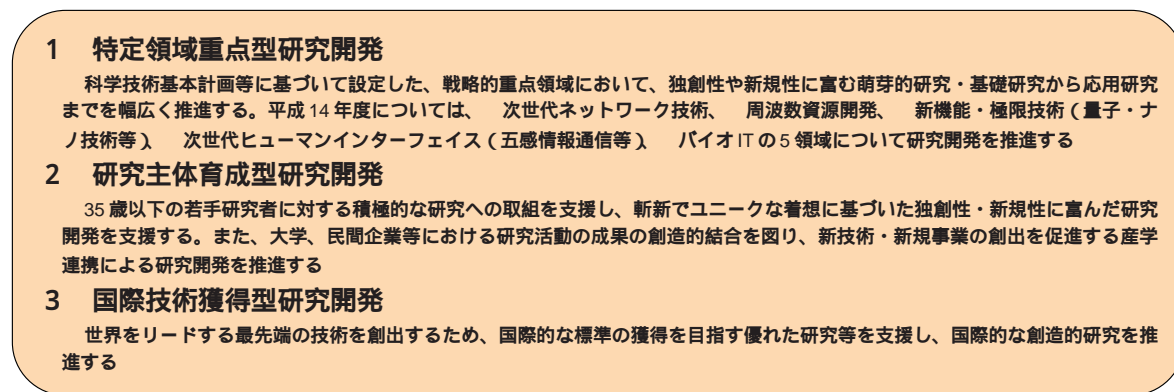 1 特定領域重点型研究開発
科学技術基本計画等に基づいて設定した、戦略的重点領域において、独創性や新規性に富む萌芽的研究・基礎研究から応用研究
までを幅広く推進する。平成 14 年度については、 次世代ネットワーク技術、 周波数資源開発、 新機能・極限技術（量子・ナ
ノ技術等）、 次世代ヒューマンインターフェイス（五感情報通信等）、 バイオ IT の 5 領域について研究開発を推進する
2 研究主体育成型研究開発
35 歳以下の若手研究者に対する積極的な研究への取組を支援し、斬新でユニークな着想に基づいた独創性・新規性に富んだ研究
開発を支援する。また、大学、民間企業等における研究活動の成果の創造的結合を図り、新技術・新規事業の創出を促進する産学
連携による研究開発を推進する
3 国際技術獲得型研究開発
世界をリードする最先端の技術を創出するため、国際的な標準の獲得を目指す優れた研究等を支援し、国際的な創造的研究を推
進する